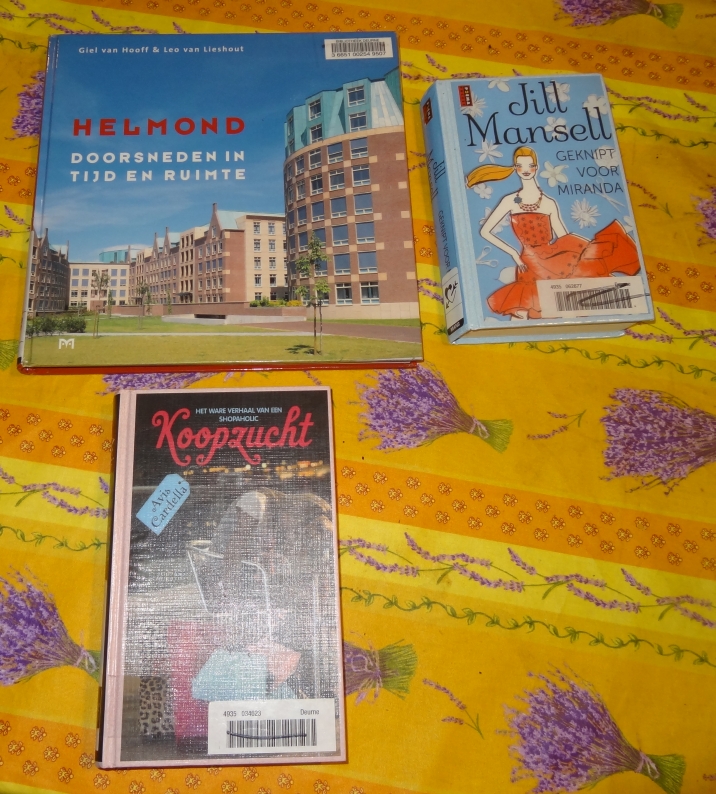 Giel van Hooff & Leo van Lieshout
HELMOND
DOORSNEDEN IN
TIJD EN RUIMTE
Jill
Mansell
GEKNIPT
VOOR
MIRANDA
HET WARE VERHAAL VAN EEN
SHOPAHOLIC
Koopzucht
Avis
Cardella
4935 034623 Deurne